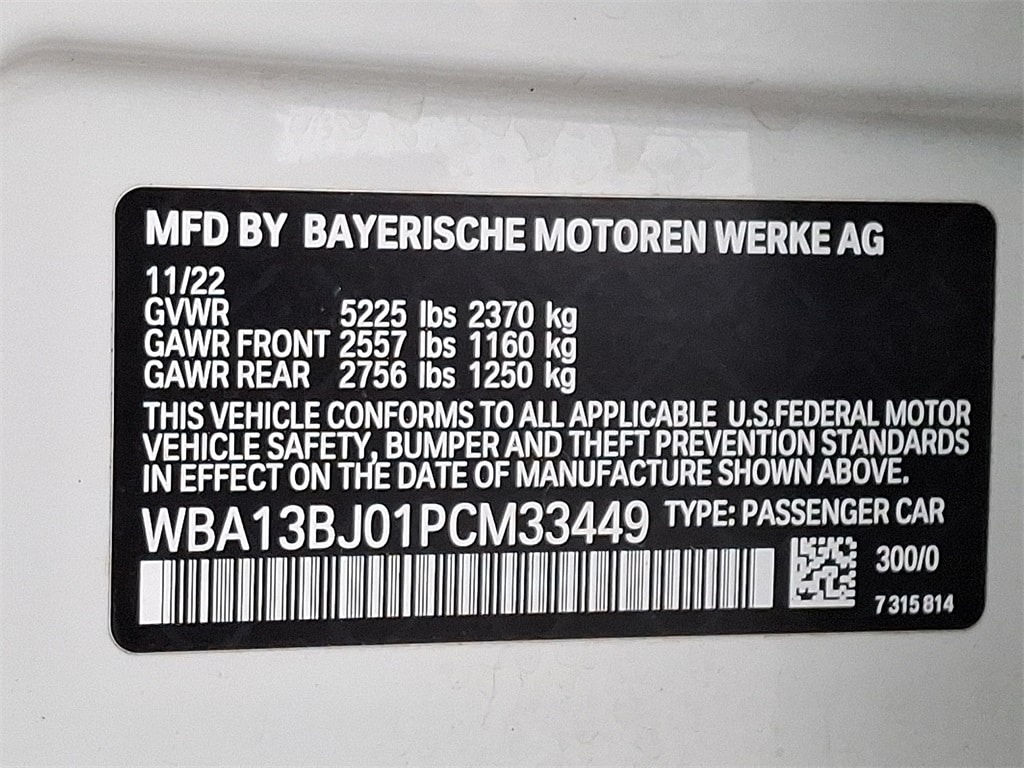 MFD BY BAYERISCHE MOTOREN WERKE AG
11/22
GVWR 5225 lbs 2370 kg
GAWR FRONT 2557 lbs 1160 kg
GAWR REAR 2756 lbs 1250 kg
THIS VEHICLE CONFORMS TO ALL APPLICABLE U.S.FEDERAL MOTOR
VEHICLE SAFETY, BUMPER AND THEFT PREVENTION STANDARDS
IN EFFECT ON THE DATE OF MANUFACTURE SHOWN ABOVE.
WBA13BJ01PCM33449 TYPE: PASSENGER CAR
300/0
7 315 814